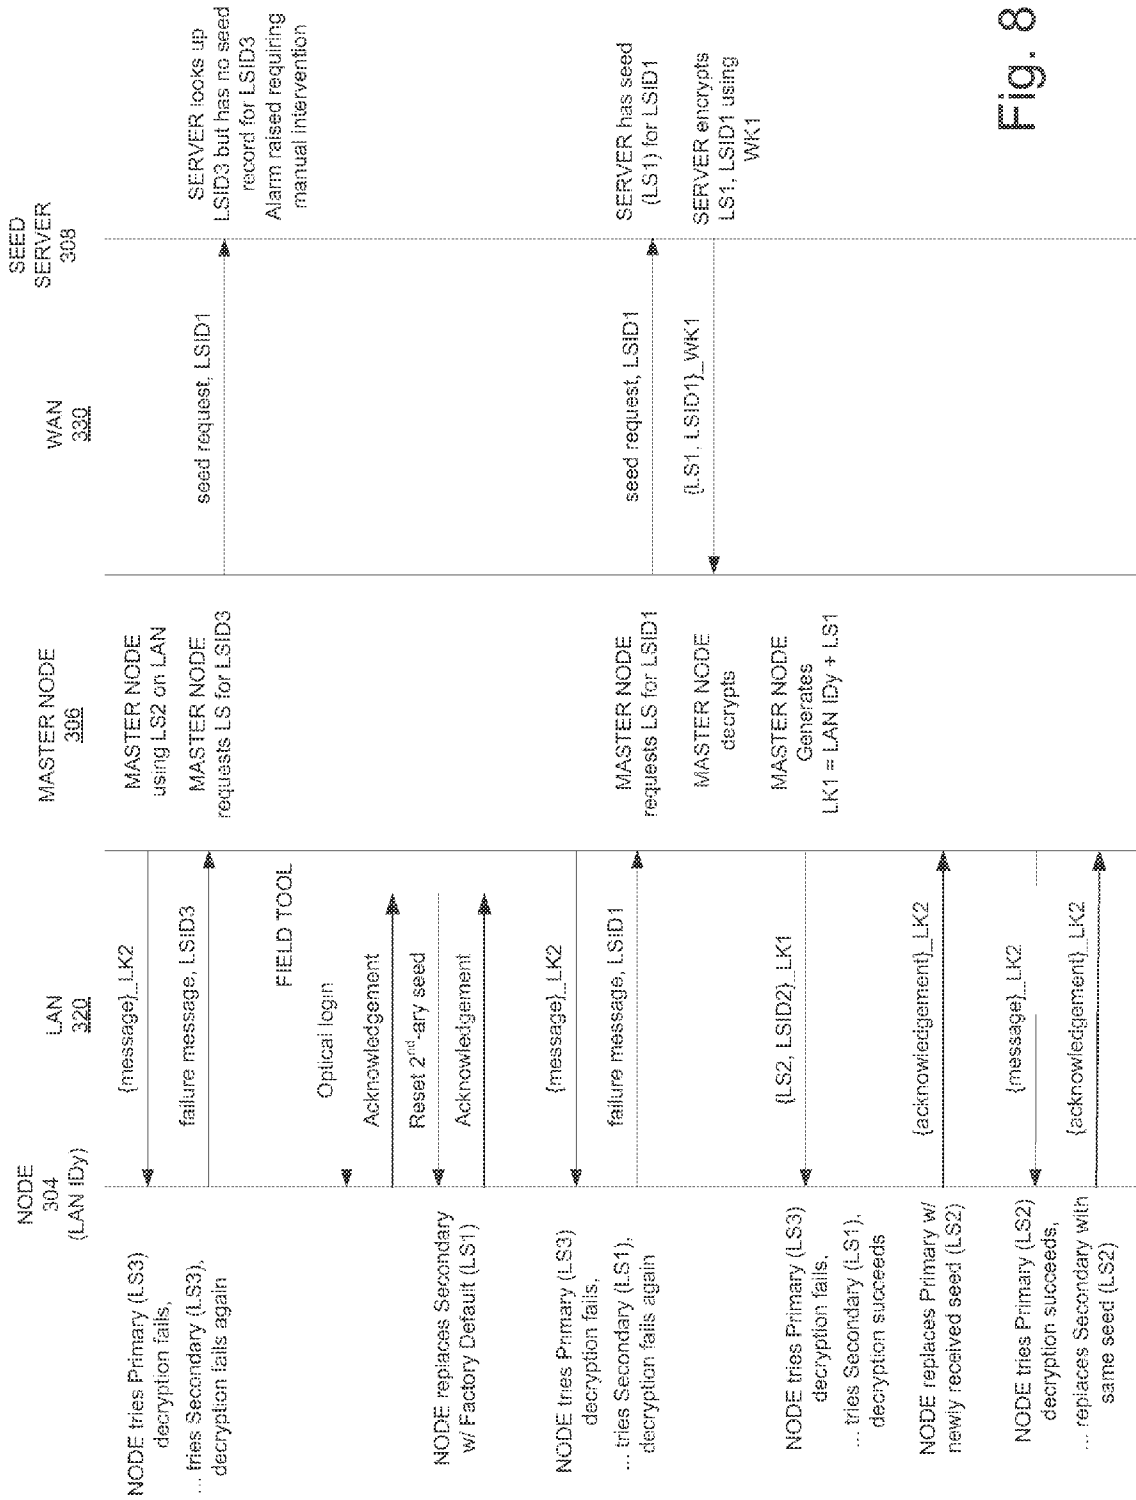 NODE
304
(LAN IDy)
LAN
320
MASTER NODE
306
WAN
330
SEED
SERVER
308
NODE tries Primary (LS3)
decryption fails,
... tries Secondary (LS3),
decryption fails again
{message}_LK2
failure message, LSID3
MASTER NODE
using LS2 on LAN
MASTER NODE
requests LS for LSID3
seed request, LSID1
SERVER looks up
LSID3 but has no seed
record for LSID3
Alarm raised requiring
manual intervention
FIELD TOOL
Optical login
Acknowledgement
Reset 2nd-ary seed
Acknowledgement
NODE replaces Secondary
w/ Factory Default (LS1)
NODE tries Primary (LS3)
decryption fails,
... tries Secondary (LS1),
decryption fails again
{message}_LK2
failure message, LSID1
MASTER NODE
requests LS for LSID1
seed request, LSID1
SERVER has seed
(LS1) for LSID1
SERVER encrypts
LS1, LSID1 using
WK1
{LS1, LSID1}_WK1
MASTER NODE
decrypts
MASTER NODE
Generates
LK1 = LAN IDy + LS1
{LS2, LSID2}_LK1
NODE tries Primary (LS3)
decryption fails,
... tries Secondary (LS1),
decryption succeeds
NODE replaces Primary w/
newly received seed (LS2)
{acknowledgement}_LK2
{message}_LK2
NODE tries Primary (LS2)
decryption succeeds,
... replaces Secondary with
same seed (LS2)
{acknowledgement}_LK2
Fig. 8